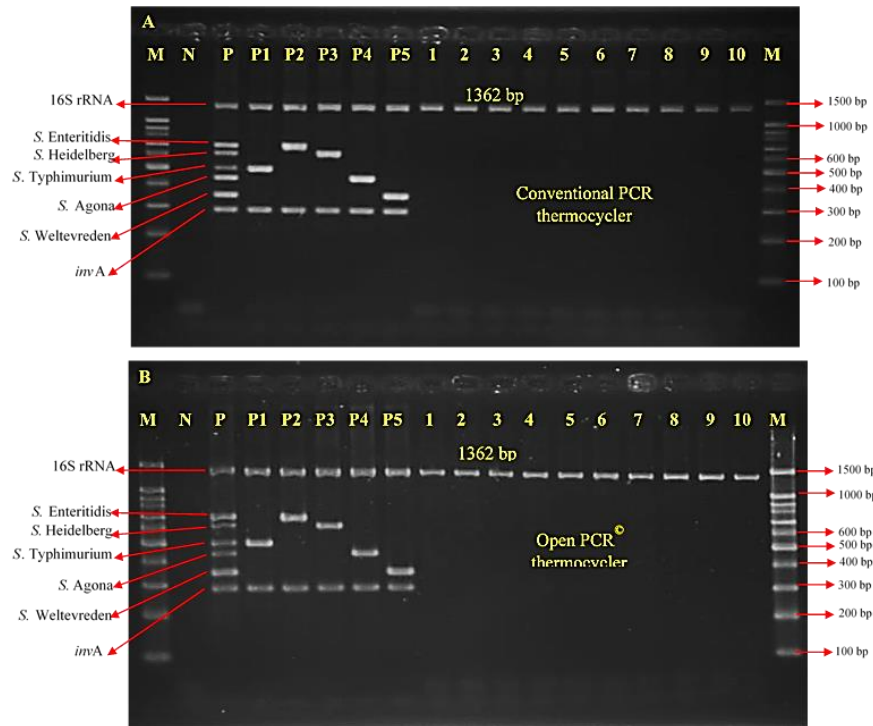 A
M N P P1 P2 P3 P4 P5 1 2 3 4 5 6 7 8 9 10 M
16S rRNA
1362 bp
1500 bp
1000 bp
S. Enteritidis
S. Heidelberg
600 bp
500 bp
S. Typhimurium
400 bp
Conventional PCR
thermocycler
S. Agona
300 bp
S. Weltevreden
200 bp
invA
100 bp
B
M N P P1 P2 P3 P4 P5 1 2 3 4 5 6 7 8 9 10 M
1362 bp
16S rRNA
1500 bp
1000 bp
S. Enteritidis
S. Heidelberg
600 bp
Open PCR©
thermocycler
500 bp
S. Typhimurium
400 bp
S. Agona
300 bp
S. Weltevreden
200 bp
invA
100 bp